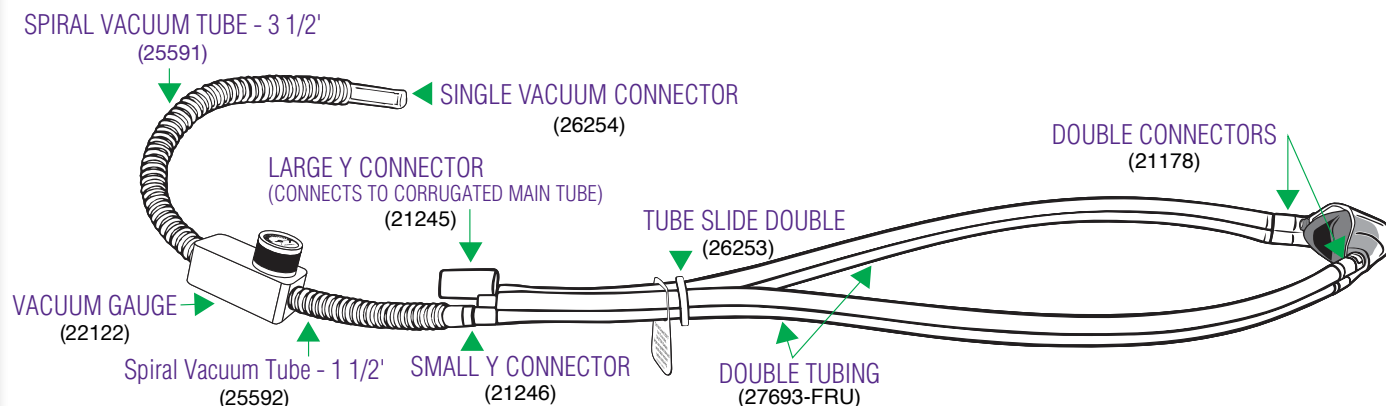 SPIRAL VACUUM TUBE - 3 1/2'
(25591)
SINGLE VACUUM CONNECTOR
(26254)
LARGE Y CONNECTOR
(CONNECTS TO CORRUGATED MAIN TUBE)
(21245)
DOUBLE CONNECTORS
(21178)
TUBE SLIDE DOUBLE
(26253)
VACUUM GAUGE
(22122)
Spiral Vacuum Tube - 1 1/2'
(25592)
SMALL Y CONNECTOR
(21246)
DOUBLE TUBING
(27693-FRU)